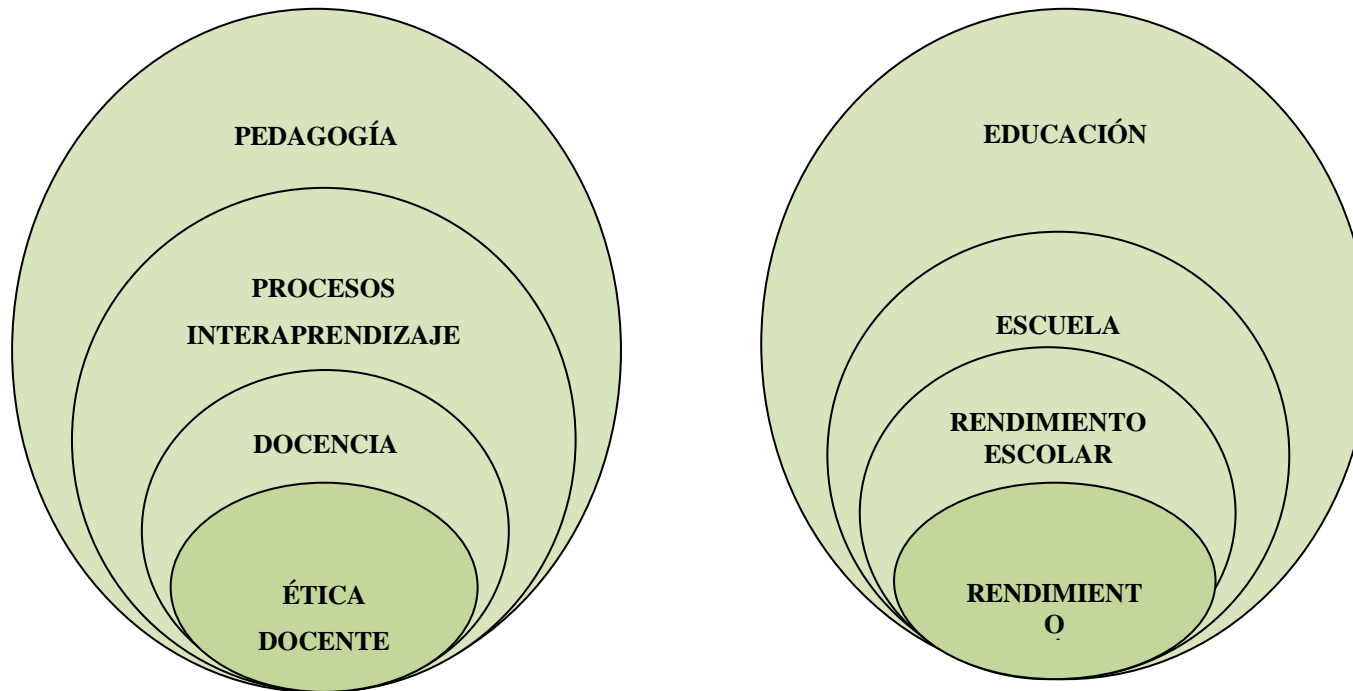 PEDAGOGÍA
PROCESOS
INTERAPRENDIZAJE
DOCENCIA
ÉTICA
DOCENTE
EDUCACIÓN
ESCUELA
RENDIMIENTO
ESCOLAR
RENDIMIENT
O